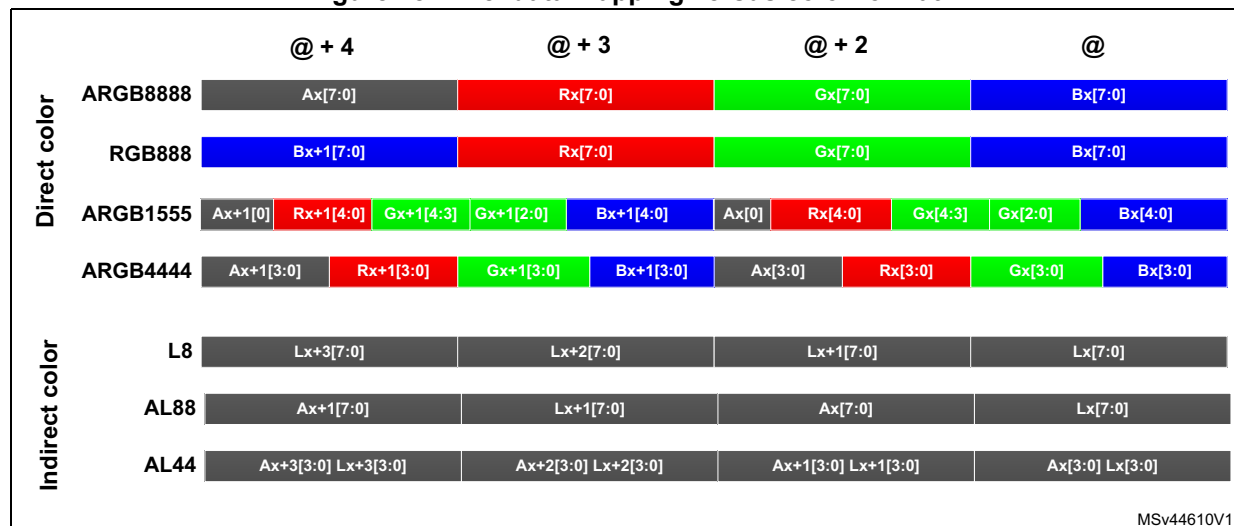 @ + 4 @ + 3 @ + 2 @
Direct color
ARGB8888 Ax[7:0] Rx[7:0] Gx[7:0] Bx[7:0]
RGB888 Bx+1[7:0] Rx[7:0] Gx[7:0] Bx[7:0]
ARGB1555 Ax+1[0] Rx+1[4:0] Gx+1[4:3] Gx+1[2:0] Bx+1[4:0] Ax[0] Rx[4:0] Gx[4:3] Gx[2:0] Bx[4:0]
ARGB4444 Ax+1[3:0] Rx+1[3:0] Gx+1[3:0] Bx+1[3:0] Ax[3:0] Rx[3:0] Gx[3:0] Bx[3:0]
Indirect color
L8 Lx+3[7:0] Lx+2[7:0] Lx+1[7:0] Lx[7:0]
AL88 Ax+1[7:0] Lx+1[7:0] Ax[7:0] Lx[7:0]
AL44 Ax+3[3:0] Lx+3[3:0] Ax+2[3:0] Lx+2[3:0] Ax+1[3:0] Lx+1[3:0] Ax[3:0] Lx[3:0]
MSv44610V1